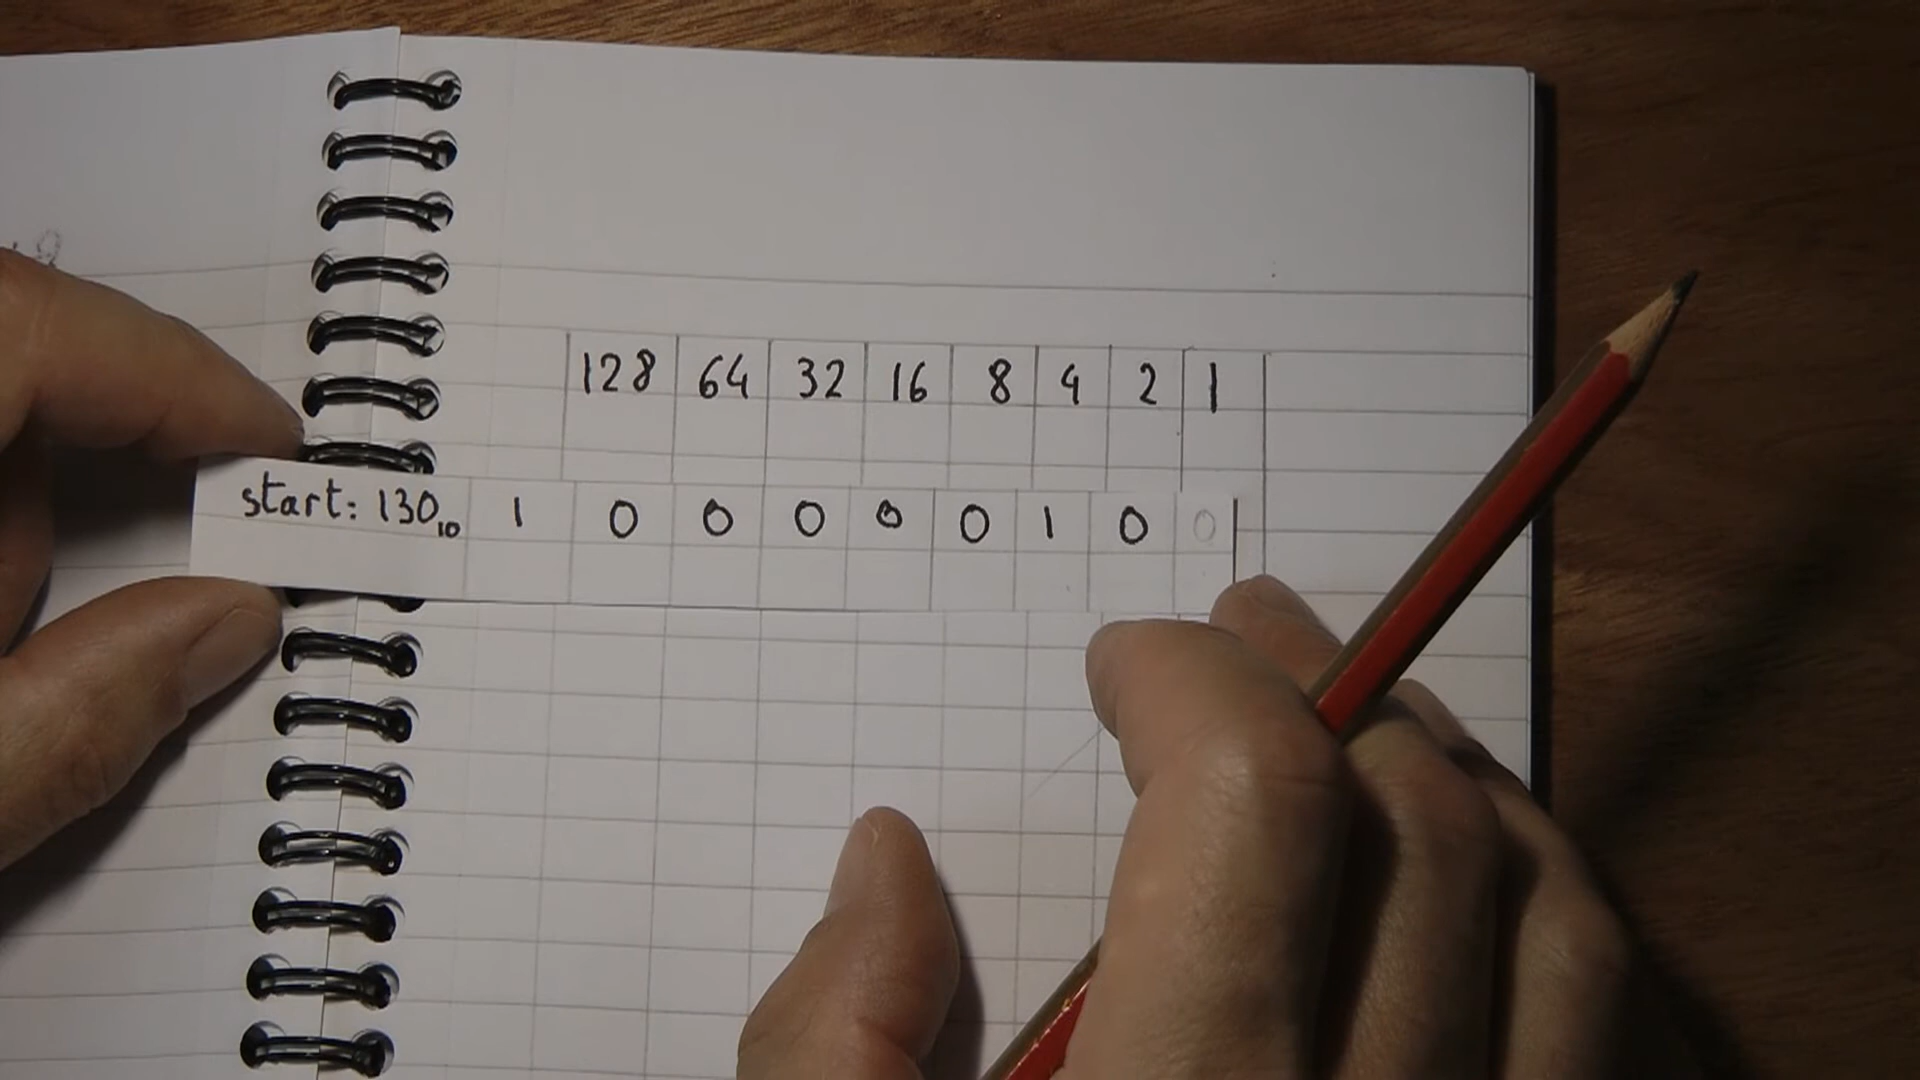 128 64 32 16 8 4 2 1
start: 130₁₀ 1 0 0 0 0 0 1 0 0